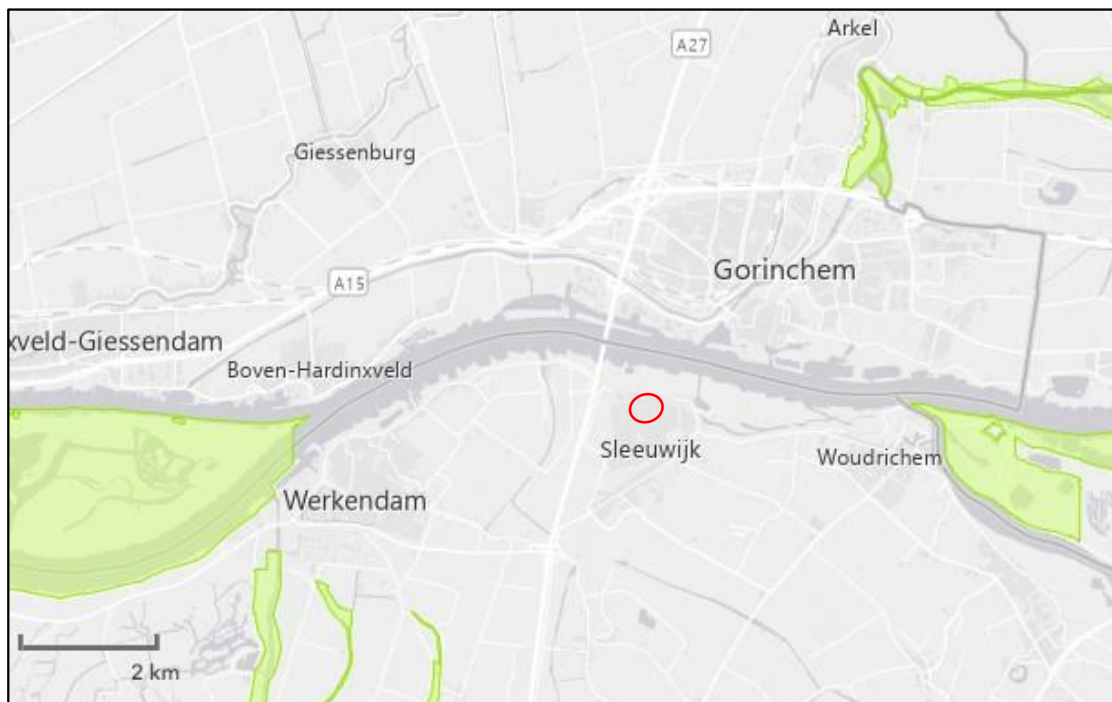 Arkel
A27
Giessenburg
Gorinchem
A15
xveld-Giessendam
Boven-Hardinxveld
Sleeuwijk
Woudrichem
Werkendam
2 km